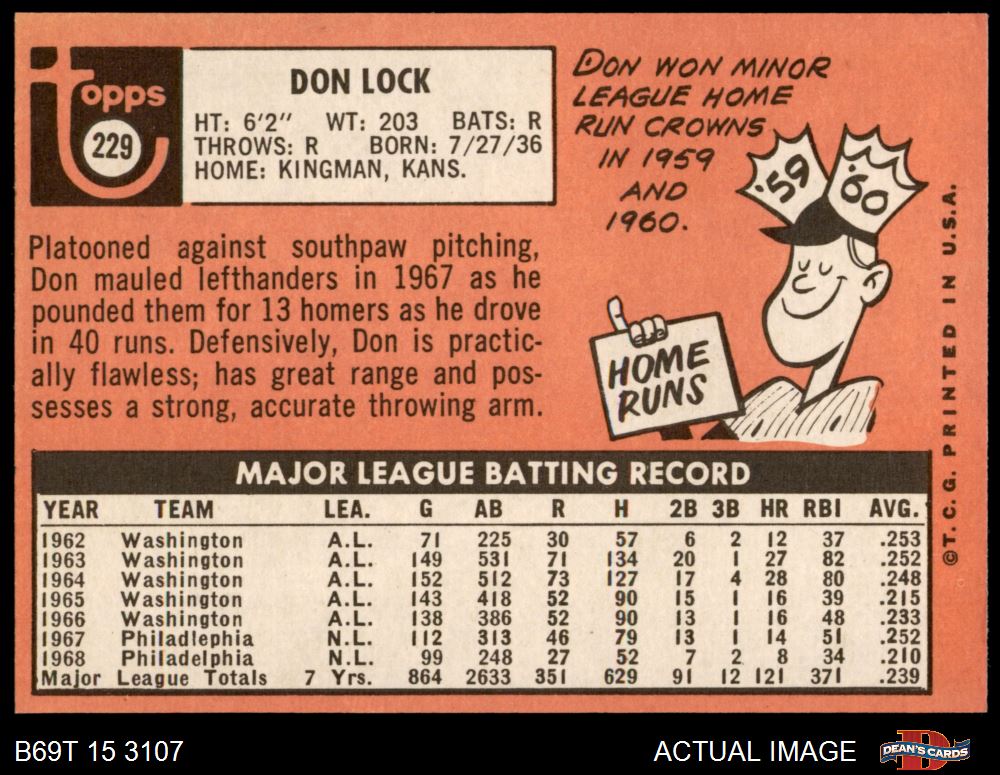 topps
229
DON LOCK
HT: 6'2" WT: 203 BATS: R
THROWS: R BORN: 7/27/36
HOME: KINGMAN, KANS.
DON WON MINOR
LEAGUE HOME
RUN CROWNS
IN 1959
AND
1960.
'59 '60
HOME
RUNS
Platooned against southpaw pitching,
Don mauled lefthanders in 1967 as he
pounded them for 13 homers as he drove
in 40 runs. Defensively, Don is practic-
ally flawless; has great range and pos-
sesses a strong, accurate throwing arm.
MAJOR LEAGUE BATTING RECORD
YEAR TEAM LEA. G AB R H 2B 3B HR RBI AVG.
1962 Washington A.L. 71 225 30 57 6 2 12 37 .253
1963 Washington A.L. 149 531 71 134 20 1 27 82 .252
1964 Washington A.L. 152 512 73 127 17 4 28 80 .248
1965 Washington A.L. 143 418 52 90 15 1 16 39 .215
1966 Washington A.L. 138 386 52 90 13 1 16 48 .233
1967 Philadlephia N.L. 112 313 46 79 13 1 14 51 .252
1968 Philadelphia N.L. 99 248 27 52 7 2 8 34 .210
Major League Totals 7 Yrs. 864 2633 351 629 91 12 121 371 .239
©T.C.G. PRINTED IN U.S.A.
B69T 15 3107 ACTUAL IMAGE DEAN'S CARDS